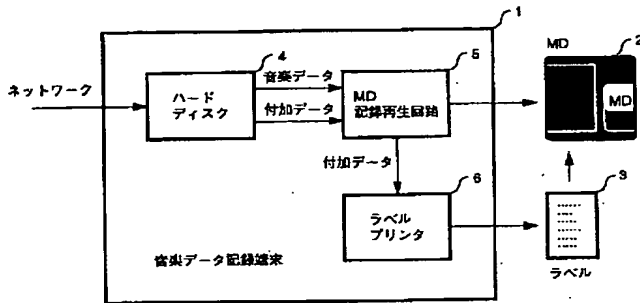 1
2
MD
4
5
音楽データ
ネットワーク
ハード
ディスク
MD
記録再生回路
MD
付加データ
付加データ
6
3
ラベル
プリンタ
音楽データ記録端末
ラベル